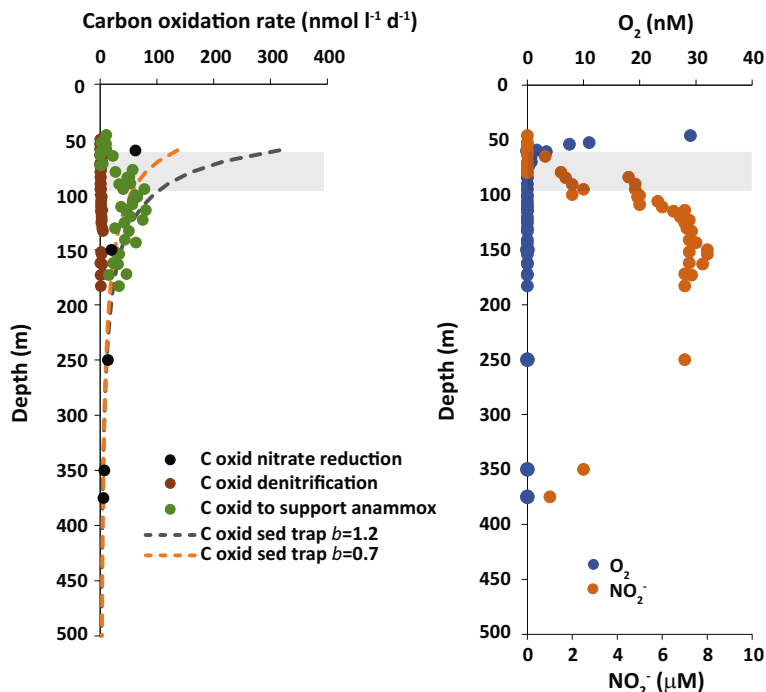 Carbon oxidation rate (nmol l⁻¹ d⁻¹)
0 100 200 300 400
0
50
100
150
200
250
300
350
400
450
500
Depth (m)
C oxid nitrate reduction
C oxid denitrification
C oxid to support anammox
C oxid sed trap b=1.2
C oxid sed trap b=0.7
O₂ (nM)
0 10 20 30 40
0
50
100
150
200
250
300
350
400
450
500
Depth (m)
O₂
NO₂⁻
0 2 4 6 8 10
NO₂⁻ (µM)